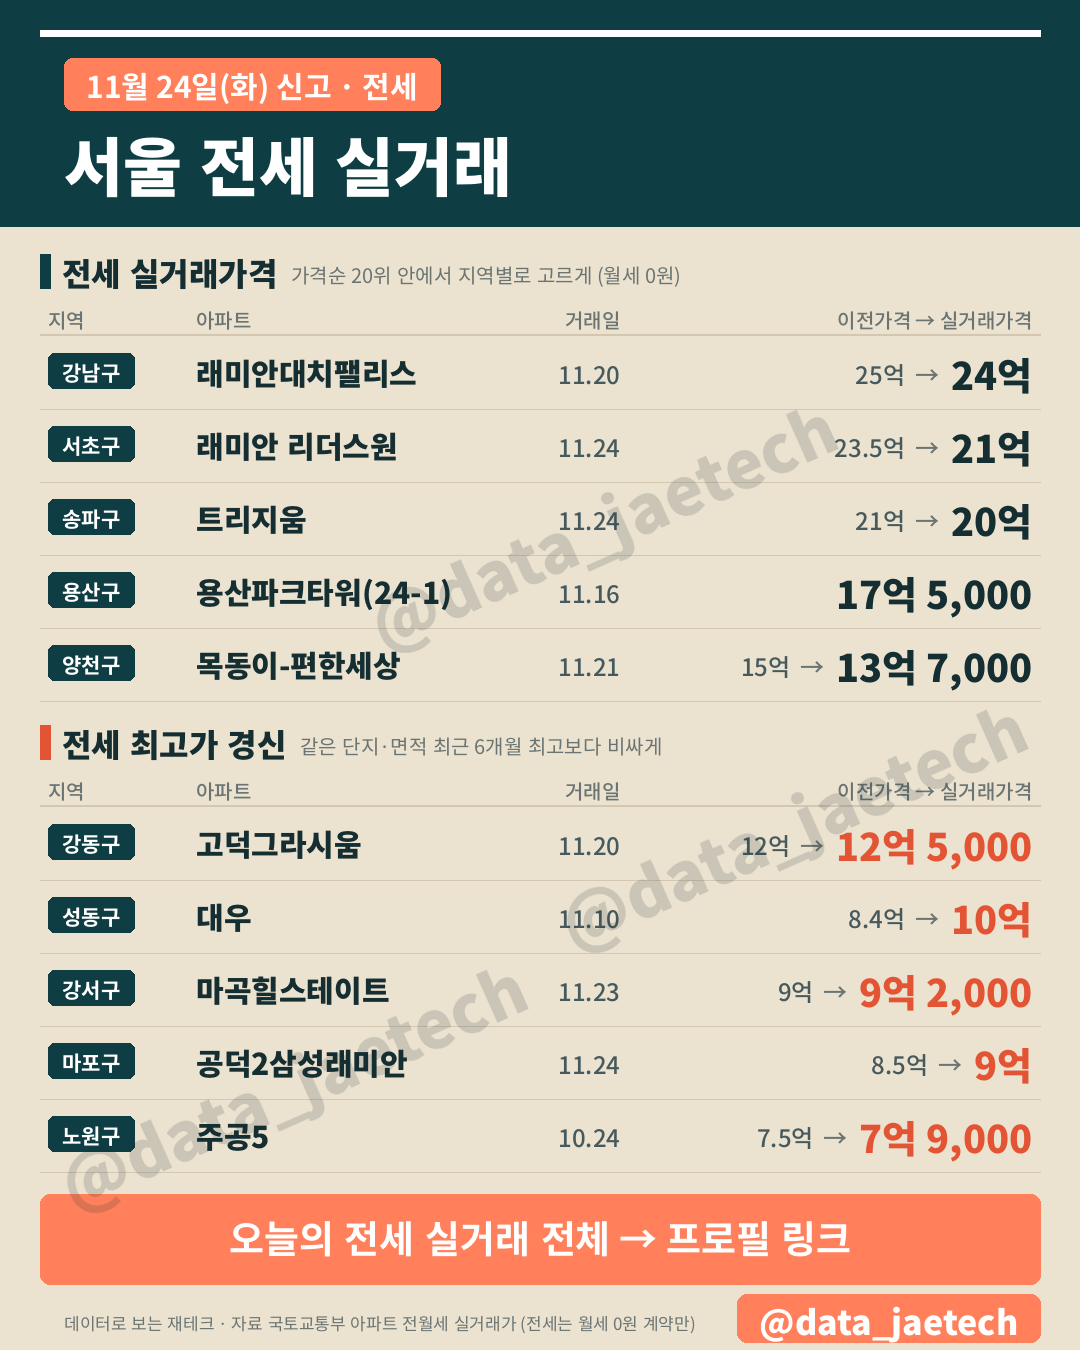 11월 24일(화) 신고 · 전세
서울 전세 실거래
전세 실거래가격 가격순 20위 안에서 지역별로 고르게 (월세 0원)
지역 아파트 거래일 이전가격 → 실거래가격
강남구 래미안대치팰리스 11.20 25억 → 24억
서초구 래미안 리더스원 11.24 23.5억 → 21억
송파구 트리지움 11.24 21억 → 20억
용산구 용산파크타워(24-1) 11.16 17억 5,000
양천구 목동이-편한세상 11.21 15억 → 13억 7,000
@data_jaetech
전세 최고가 경신 같은 단지·면적 최근 6개월 최고보다 비싸게
지역 아파트 거래일 이전가격 → 실거래가격
강동구 고덕그라시움 11.20 12억 → 12억 5,000
성동구 대우 11.10 8.4억 → 10억
강서구 마곡힐스테이트 11.23 9억 → 9억 2,000
마포구 공덕2삼성래미안 11.24 8.5억 → 9억
노원구 주공5 10.24 7.5억 → 7억 9,000
@data_jaetech
@data_jaetech
오늘의 전세 실거래 전체 → 프로필 링크
데이터로 보는 재테크 · 자료 국토교통부 아파트 전월세 실거래가 (전세는 월세 0원 계약만)
@data_jaetech